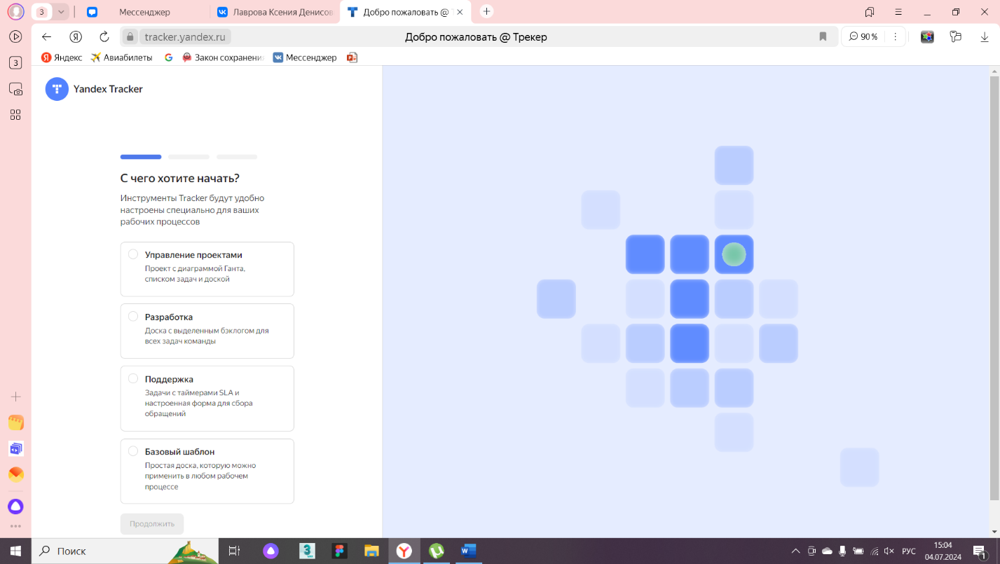 3
Мессенджер
Лаврова Ксения Денисов
Добро пожаловать @
tracker.yandex.ru
Добро пожаловать @ Трекер
90 %
3
Яндекс
Авиабилеты
Закон сохранени
Мессенджер
Yandex Tracker
С чего хотите начать?
Инструменты Tracker будут удобно
настроены специально для ваших
рабочих процессов
Управление проектами
Проект с диаграммой Ганта,
списком задач и доской
Разработка
Доска с выделенным бэклогом для
всех задач команды
Поддержка
Задачи с таймерами SLA и
настроенная форма для сбора
обращений
Базовый шаблон
Простая доска, которую можно
применить в любом рабочем
процессе
Продолжить
Поиск
РУС
15:04
04.07.2024
1